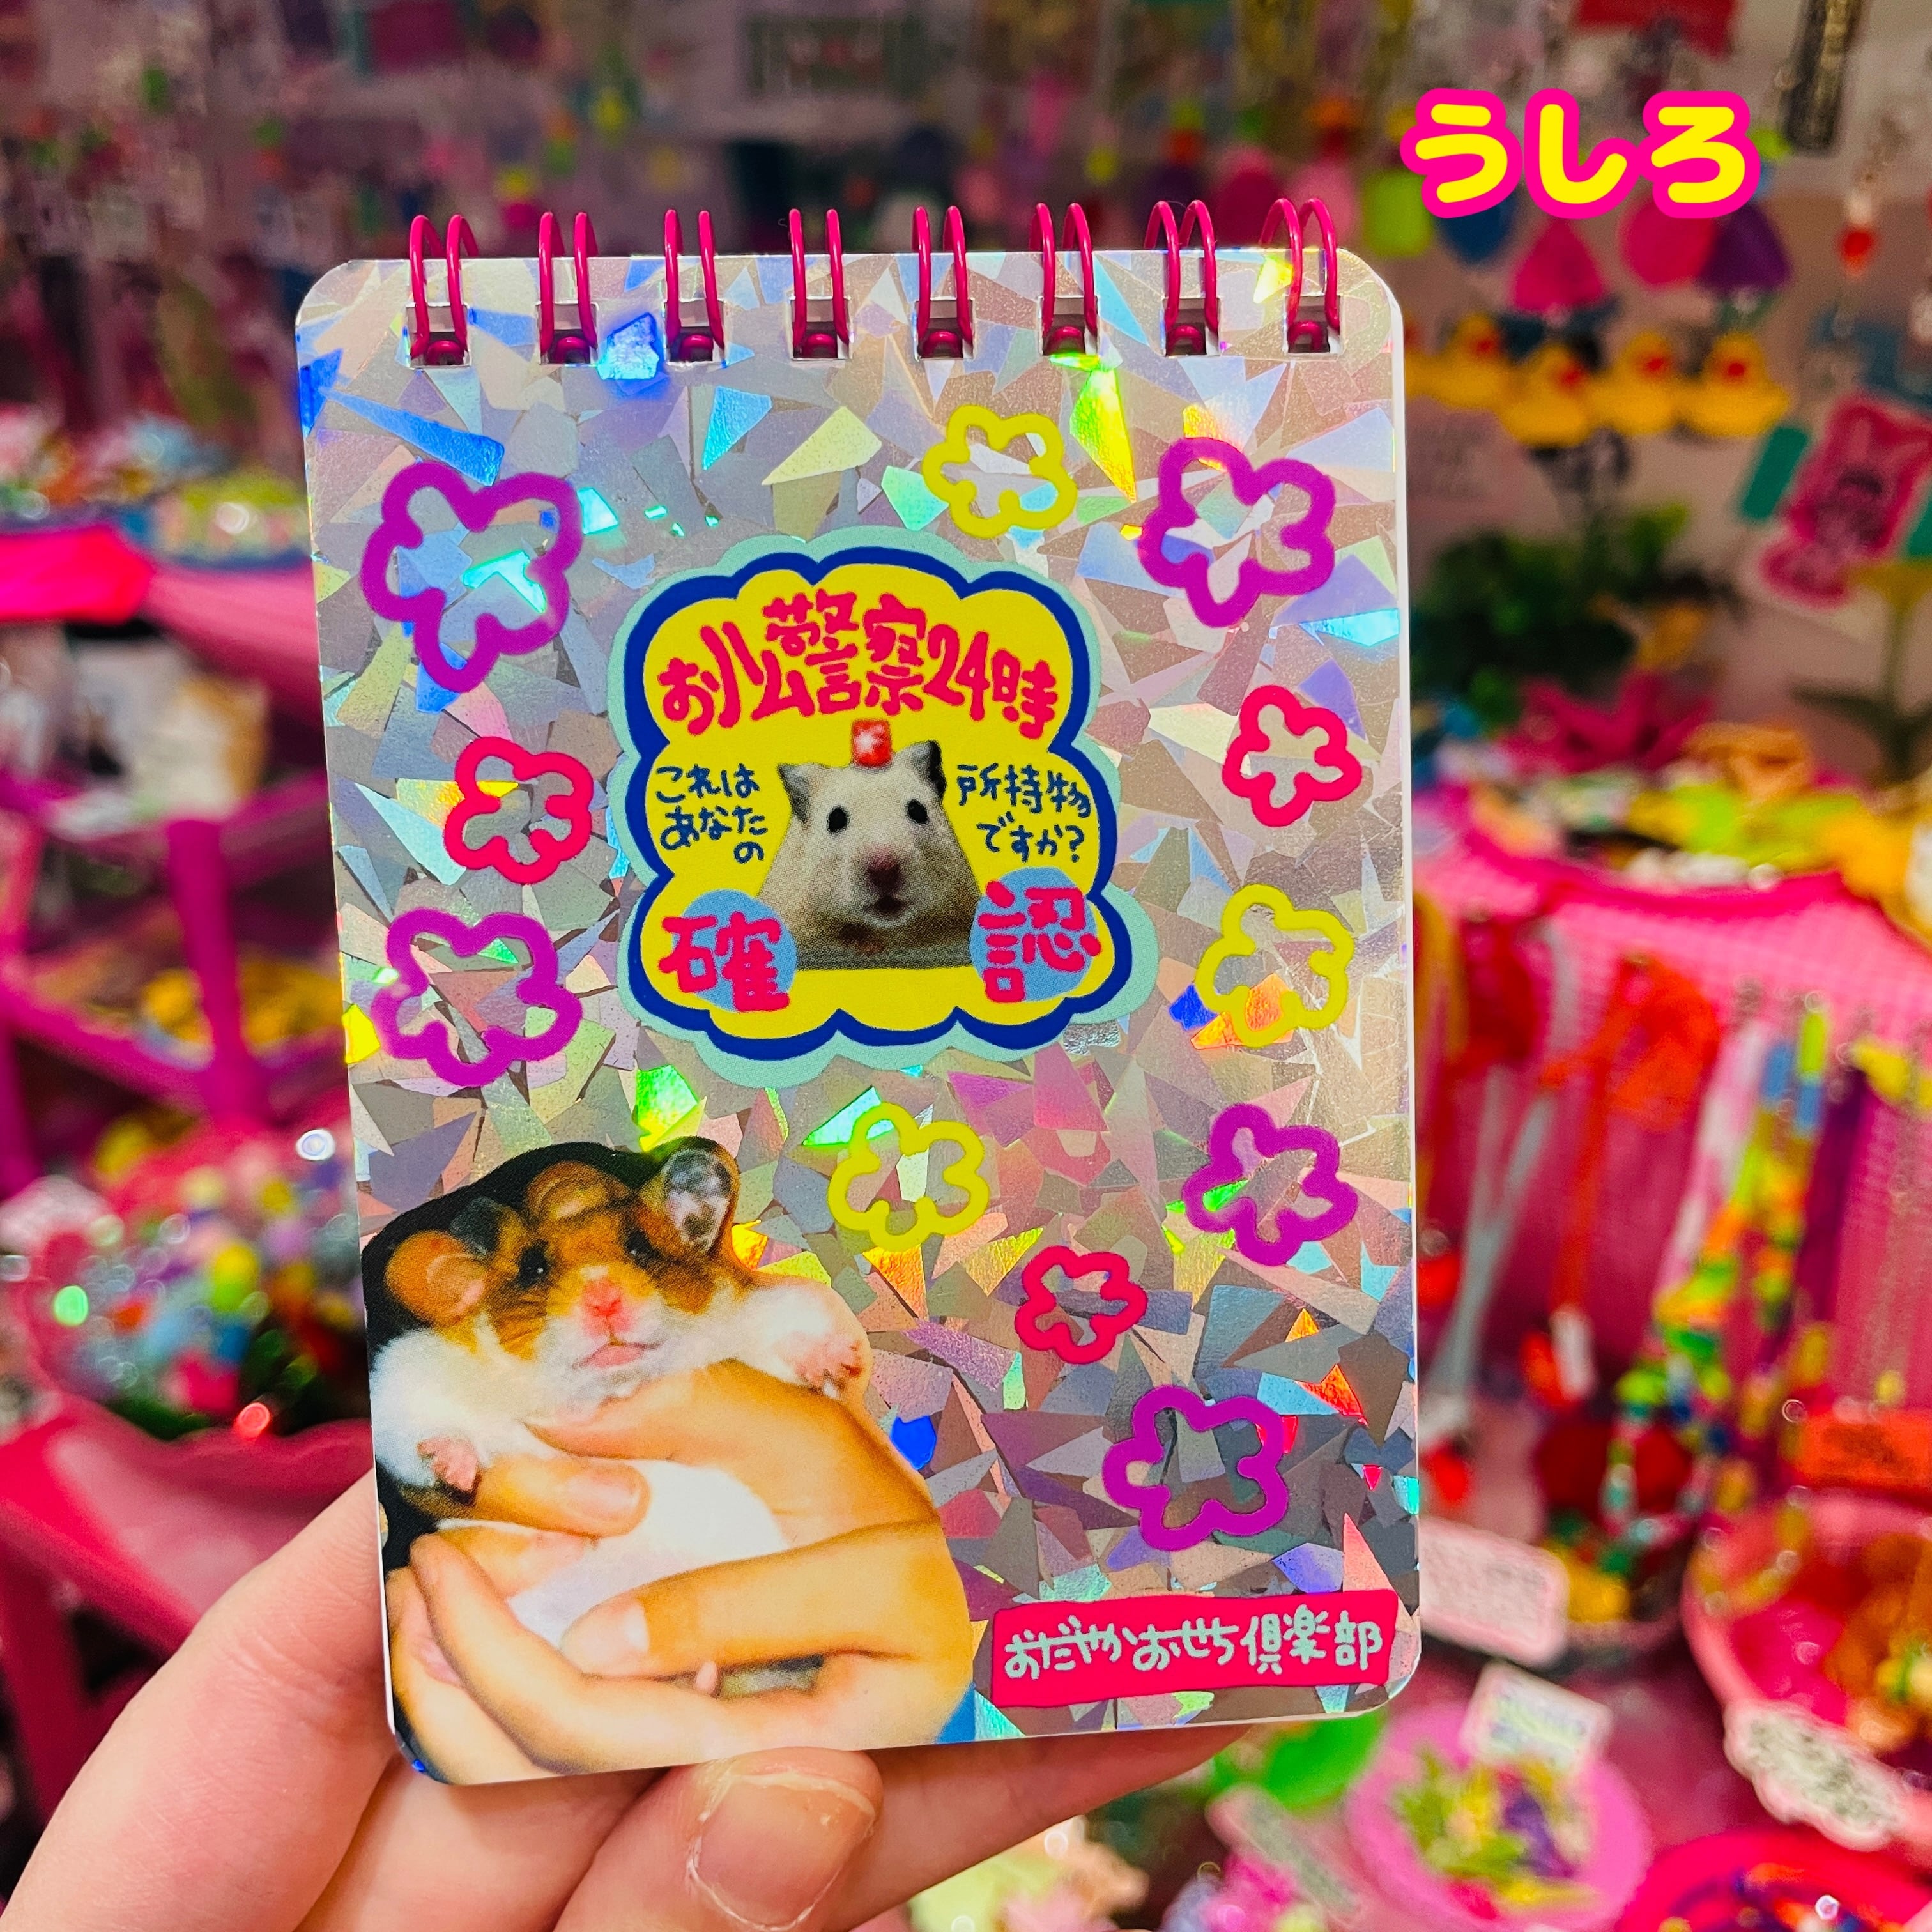 うしろ
お仏警察24時
これは
あなた
の
所持物
ですか?
確認
おだやかおせち倶楽部